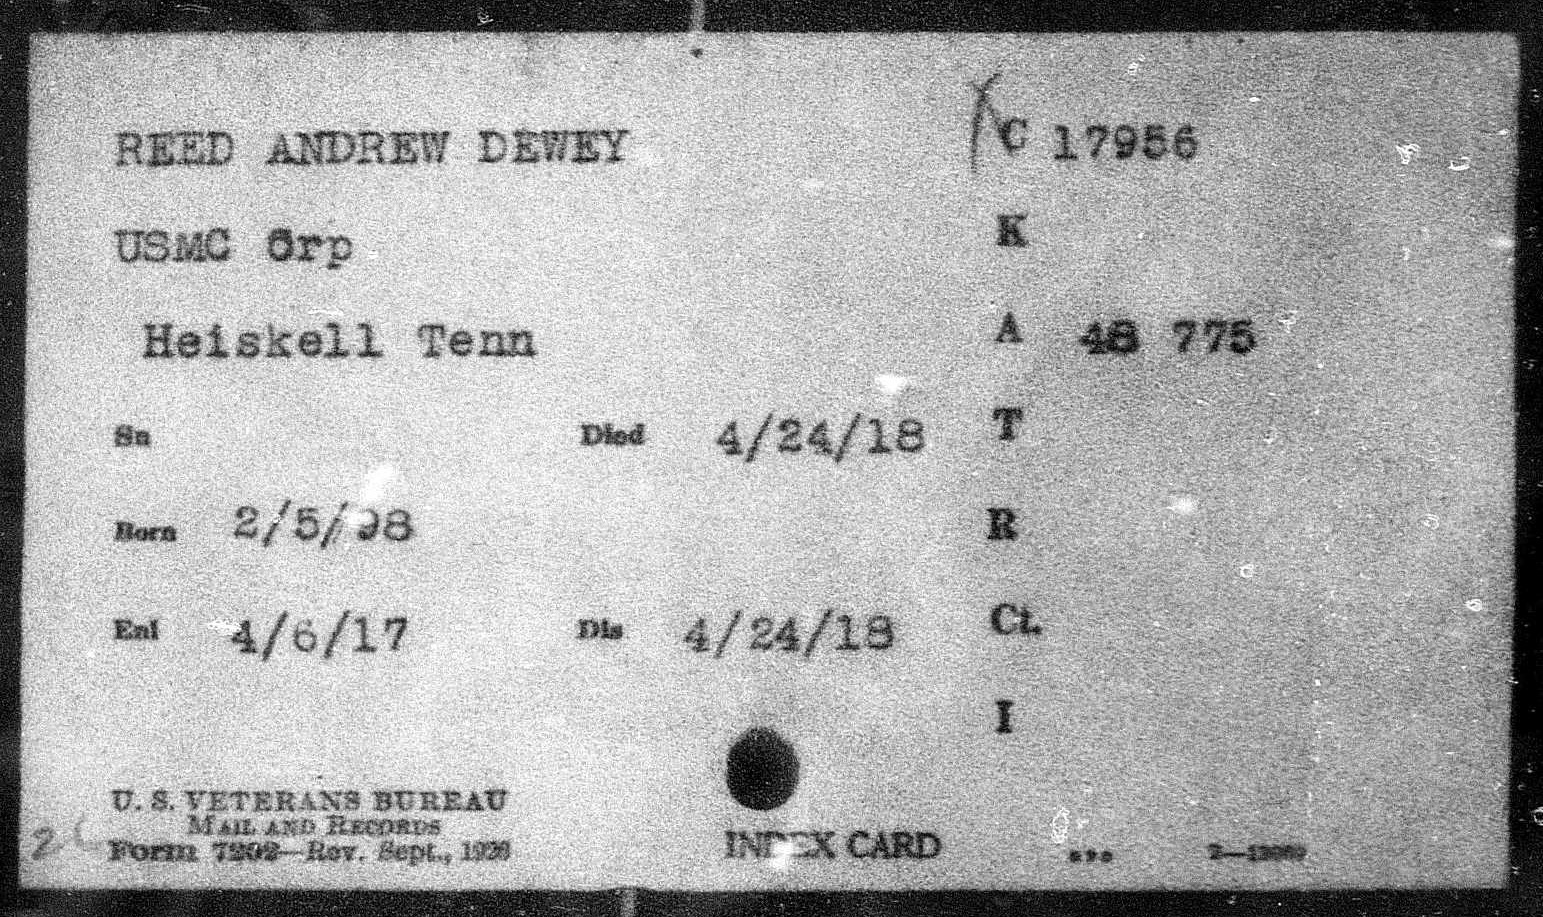 REED ANDREW DEWEY
C 17956
USMC Crp
K
Heiskell Tenn
A 48 775
Sn
Died 4/24/18
T
Born 2/5/98
R
Enl 4/6/17
Dis 4/24/18
Ct.
I
U. S. VETERANS BUREAU
MAIL AND RECORDS
Form 7202—Rev. Sept., 1926
INDEX CARD